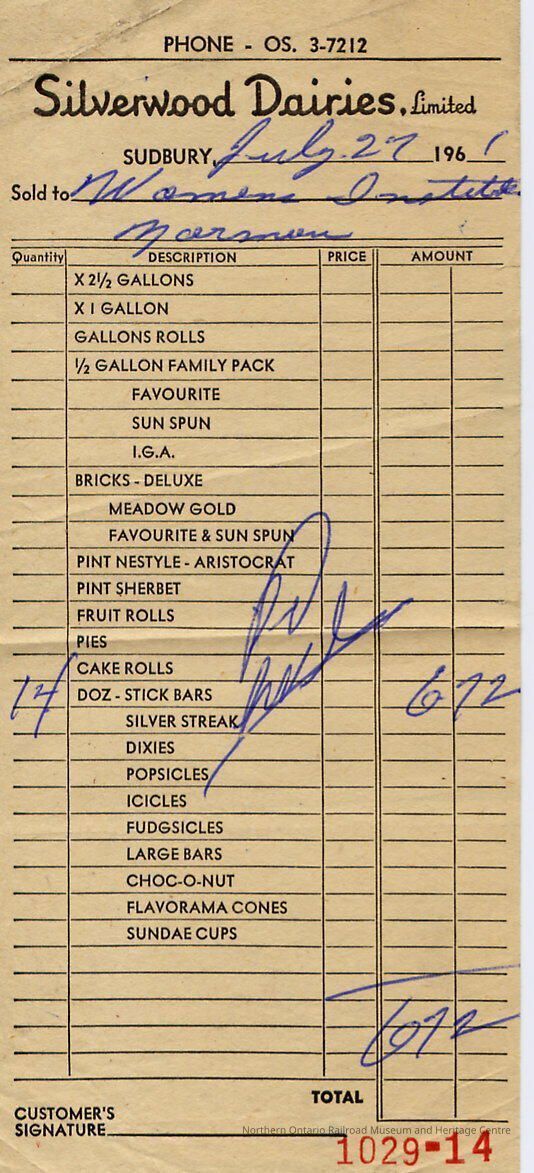 PHONE - OS. 3-7212
Silverwood Dairies, Limited
SUDBURY, July 27 1961
Sold to Womens Institute
Quantity DESCRIPTION PRICE AMOUNT
X 2½ GALLONS
X 1 GALLON
GALLONS ROLLS
½ GALLON FAMILY PACK
FAVOURITE
SUN SPUN
I.G.A.
BRICKS - DELUXE
MEADOW GOLD
FAVOURITE & SUN SPUN
PINT NESTYLE - ARISTOCRAT
PINT SHERBET
FRUIT ROLLS
PIES
CAKE ROLLS
14 DOZ - STICK BARS 672
SILVER STREAK
DIXIES
POPSICLES
ICICLES
FUDGSICLES
LARGE BARS
CHOC-O-NUT
FLAVORAMA CONES
SUNDAE CUPS
672
TOTAL
CUSTOMER'S
SIGNATURE
Northern Ontario Railroad Museum and Heritage Centre
1029-14